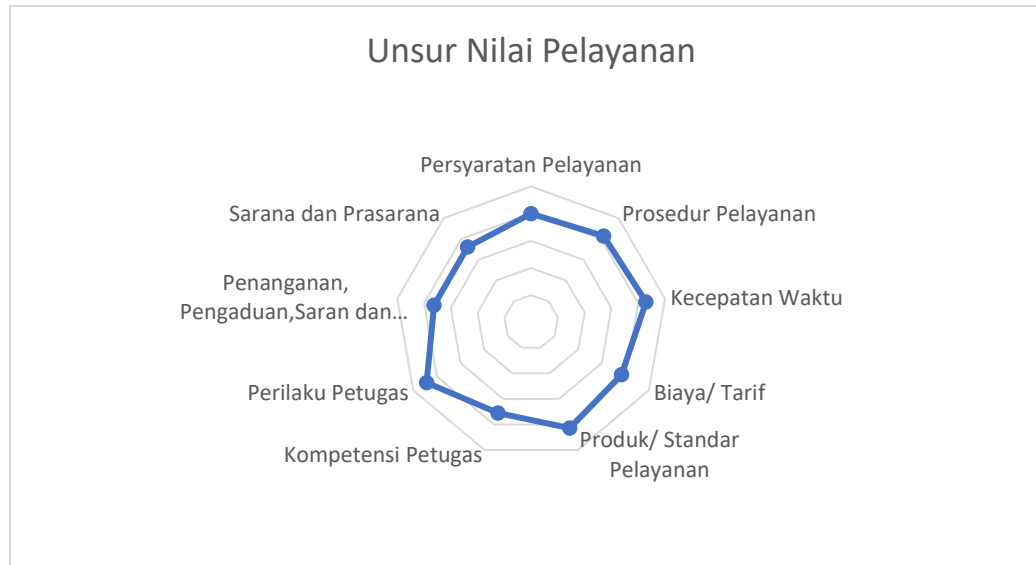 Unsur Nilai Pelayanan
Persyaratan Pelayanan
Prosedur Pelayanan
Kecepatan Waktu
Biaya/ Tarif
Produk/ Standar
Pelayanan
Kompetensi Petugas
Perilaku Petugas
Penanganan,
Pengaduan,Saran dan...
Sarana dan Prasarana